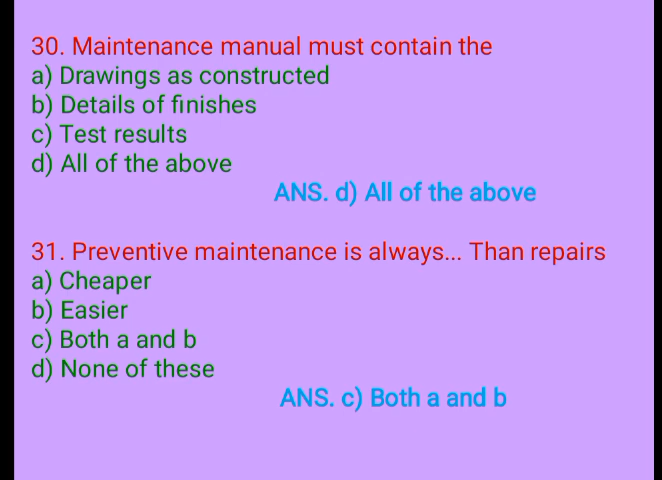 30. Maintenance manual must contain the
a) Drawings as constructed
b) Details of finishes
c) Test results
d) All of the above
ANS. d) All of the above
31. Preventive maintenance is always... Than repairs
a) Cheaper
b) Easier
c) Both a and b
d) None of these
ANS. c) Both a and b